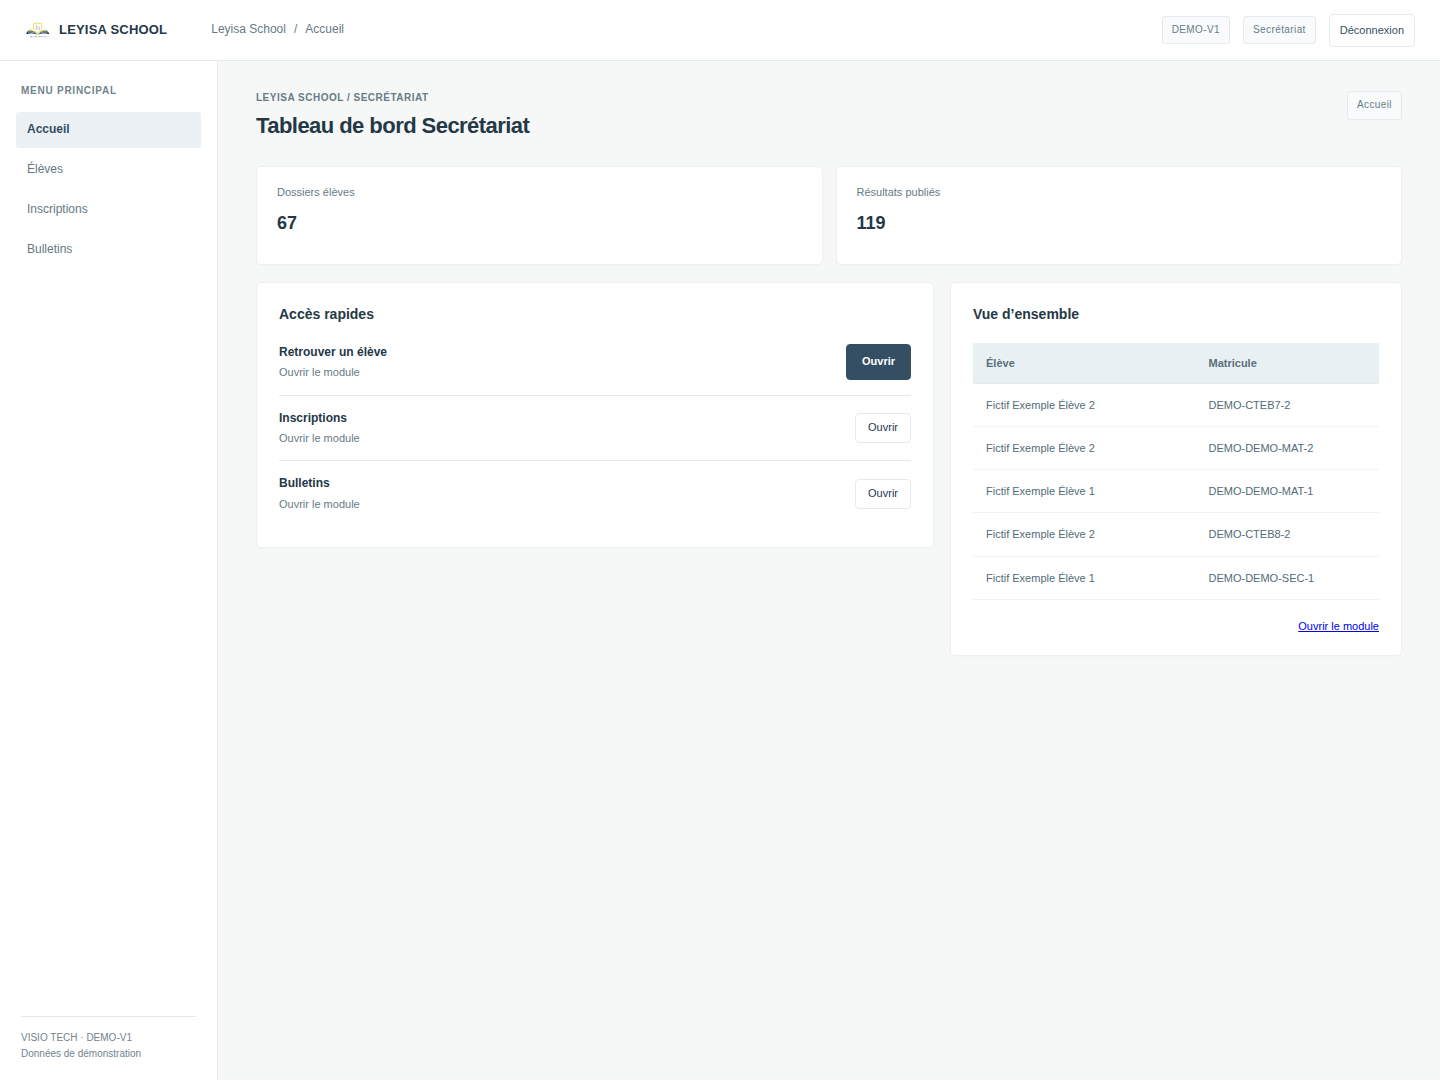 LEYISA SCHOOL
Leyisa School / Accueil
DEMO-V1
Secrétariat
Déconnexion
MENU PRINCIPAL
Accueil
Élèves
Inscriptions
Bulletins
VISIO TECH · DEMO-V1
Données de démonstration
LEYISA SCHOOL / SECRÉTARIAT
Tableau de bord Secrétariat
Accueil
Dossiers élèves
67
Résultats publiés
119
Accès rapides
Retrouver un élève
Ouvrir le module
Ouvrir
Inscriptions
Ouvrir le module
Ouvrir
Bulletins
Ouvrir le module
Ouvrir
Vue d’ensemble
Élève Matricule
Fictif Exemple Élève 2 DEMO-CTEB7-2
Fictif Exemple Élève 2 DEMO-DEMO-MAT-2
Fictif Exemple Élève 1 DEMO-DEMO-MAT-1
Fictif Exemple Élève 2 DEMO-CTEB8-2
Fictif Exemple Élève 1 DEMO-DEMO-SEC-1
Ouvrir le module